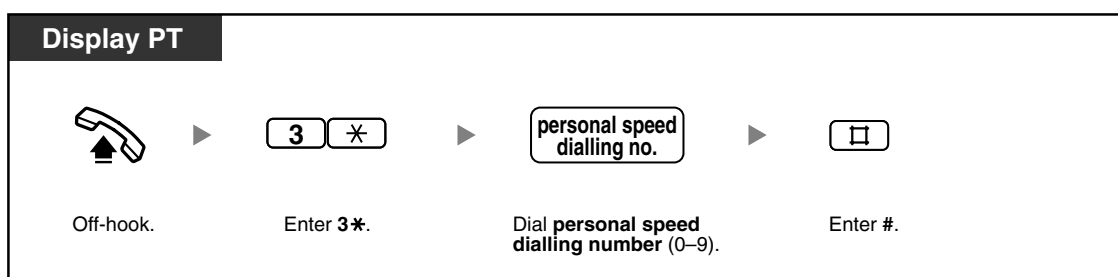 Display PT
3 ＊
personal speed
dialling no.
#
Off-hook.
Enter 3＊.
Dial personal speed
dialling number (0–9).
Enter #.